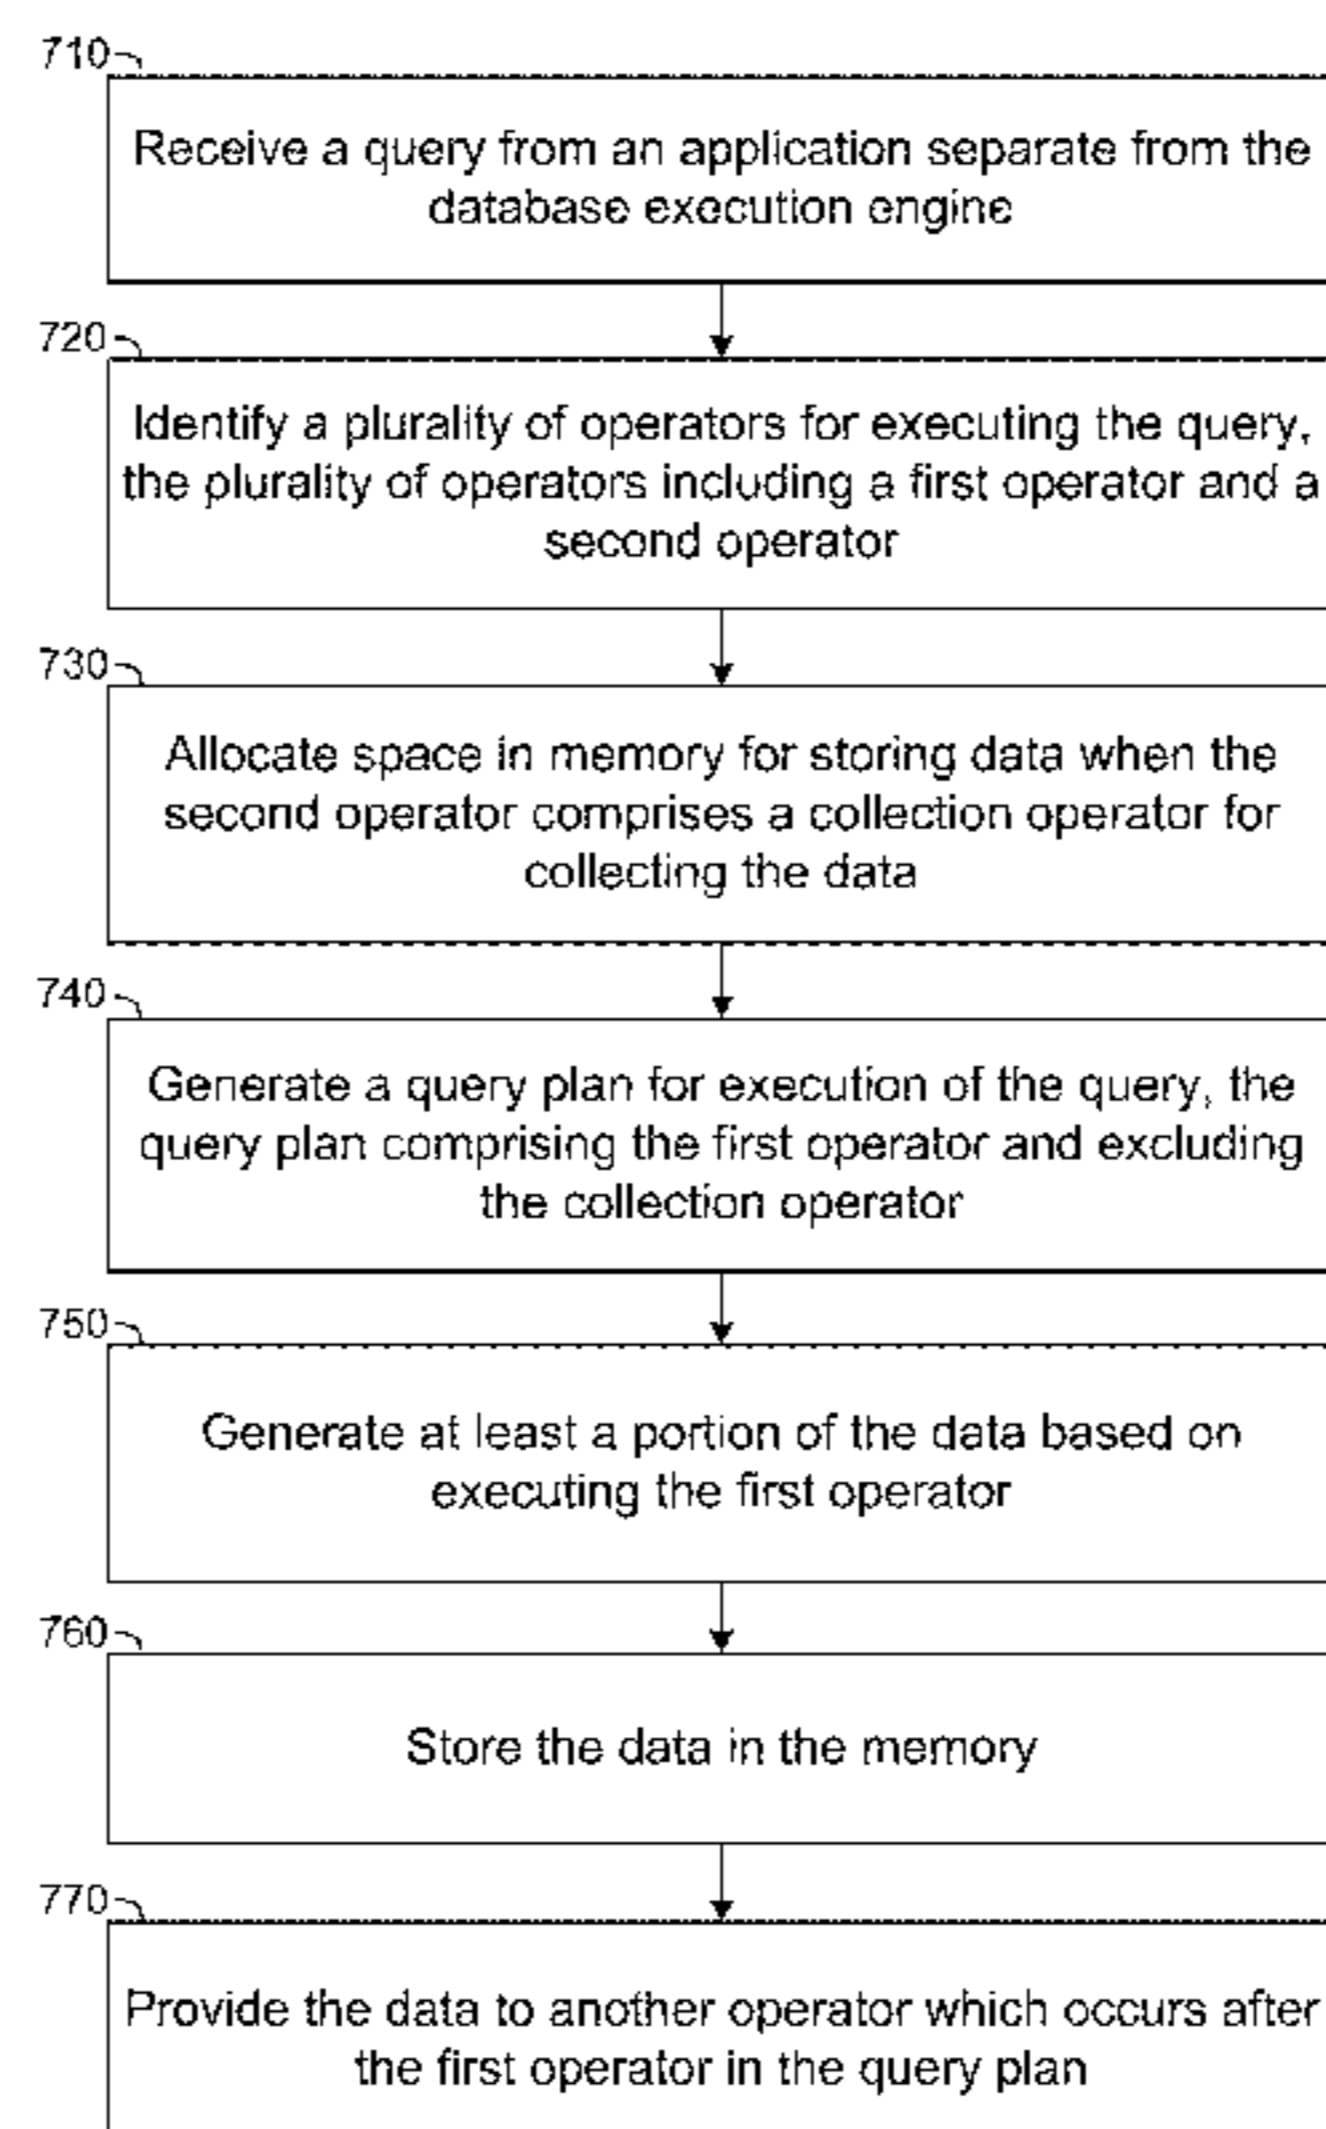 710
Receive a query from an application separate from the
database execution engine
720
Identify a plurality of operators for executing the query,
the plurality of operators including a first operator and a
second operator
730
Allocate space in memory for storing data when the
second operator comprises a collection operator for
collecting the data
740
Generate a query plan for execution of the query, the
query plan comprising the first operator and excluding
the collection operator
750
Generate at least a portion of the data based on
executing the first operator
760
Store the data in the memory
770
Provide the data to another operator which occurs after
the first operator in the query plan